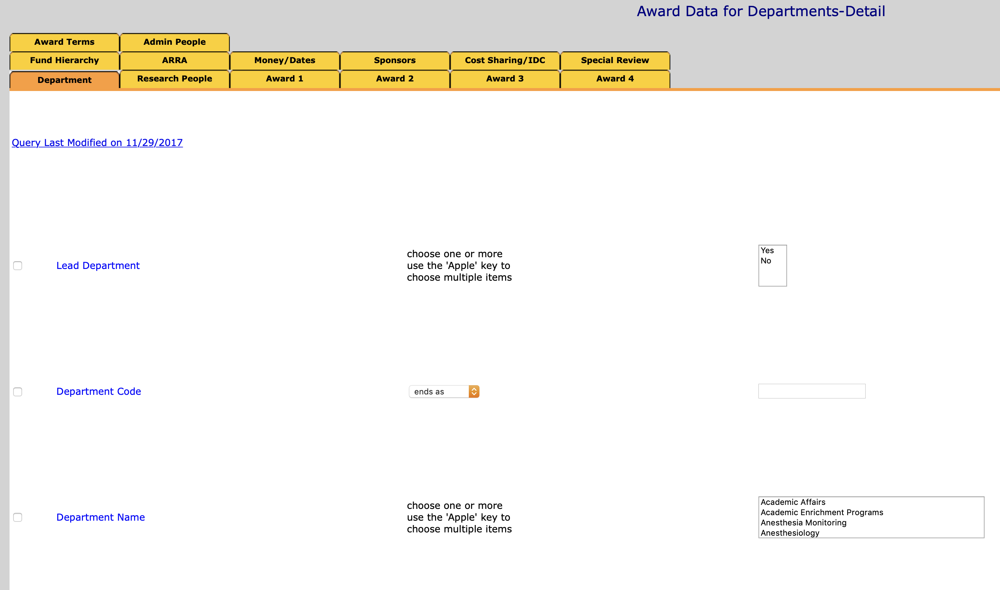 Award Data for Departments-Detail
Award Terms Admin People
Fund Hierarchy ARRA Money/Dates Sponsors Cost Sharing/IDC Special Review
Department Research People Award 1 Award 2 Award 3 Award 4
Query Last Modified on 11/29/2017
Lead Department
choose one or more
use the 'Apple' key to
choose multiple items
Yes
No
Department Code
ends as
Department Name
choose one or more
use the 'Apple' key to
choose multiple items
Academic Affairs
Academic Enrichment Programs
Anesthesia Monitoring
Anesthesiology